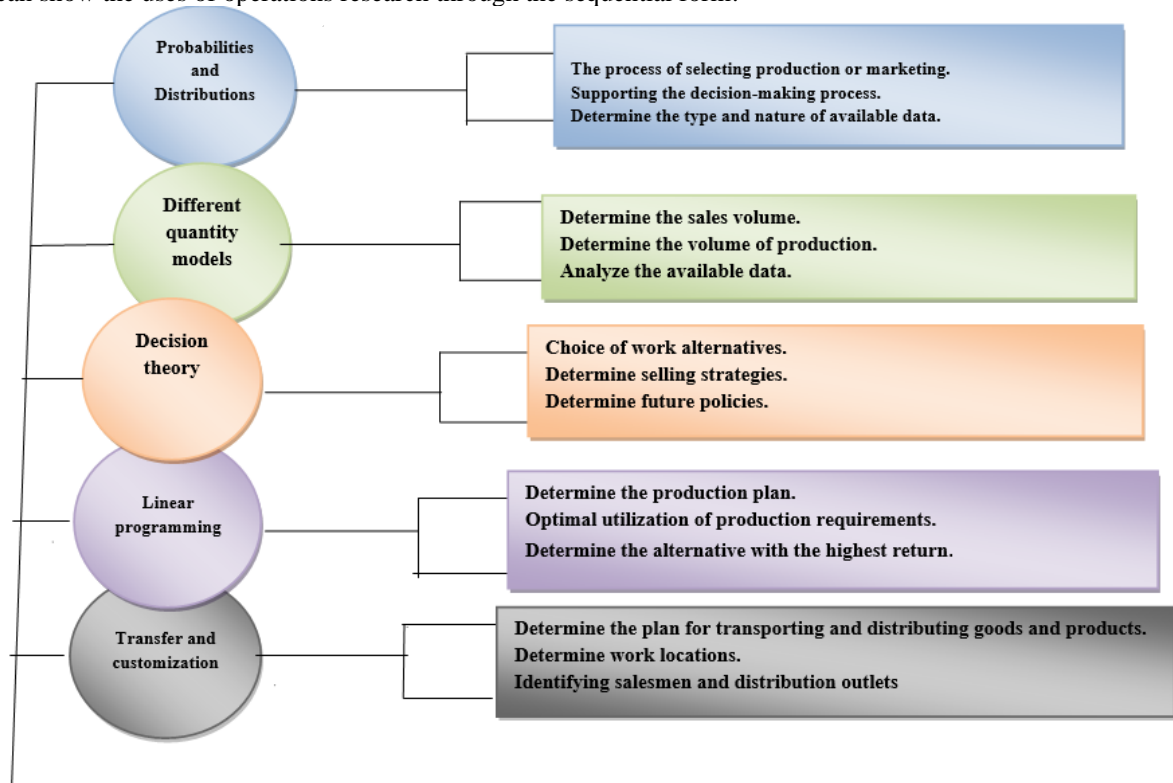 can show the uses of operations research through the sequential form:
Probabilities
and
Distributions
The process of selecting production or marketing.
Supporting the decision-making process.
Determine the type and nature of available data.
Different
quantity
models
Determine the sales volume.
Determine the volume of production.
Analyze the available data.
Decision
theory
Choice of work alternatives.
Determine selling strategies.
Determine future policies.
Linear
programming
Determine the production plan.
Optimal utilization of production requirements.
Determine the alternative with the highest return.
Transfer and
customization
Determine the plan for transporting and distributing goods and products.
Determine work locations.
Identifying salesmen and distribution outlets